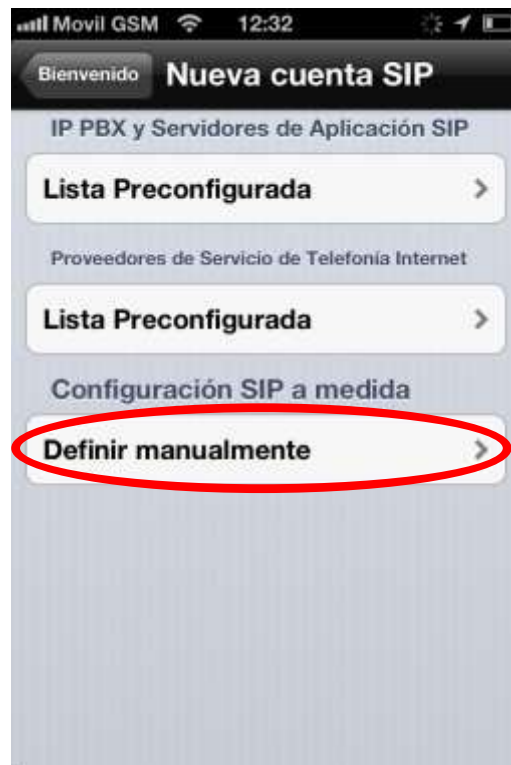 Movil GSM 12:32
Bienvenido Nueva cuenta SIP
IP PBX y Servidores de Aplicación SIP
Lista Preconfigurada
Proveedores de Servicio de Telefonía Internet
Lista Preconfigurada
Configuración SIP a medida
Definir manualmente